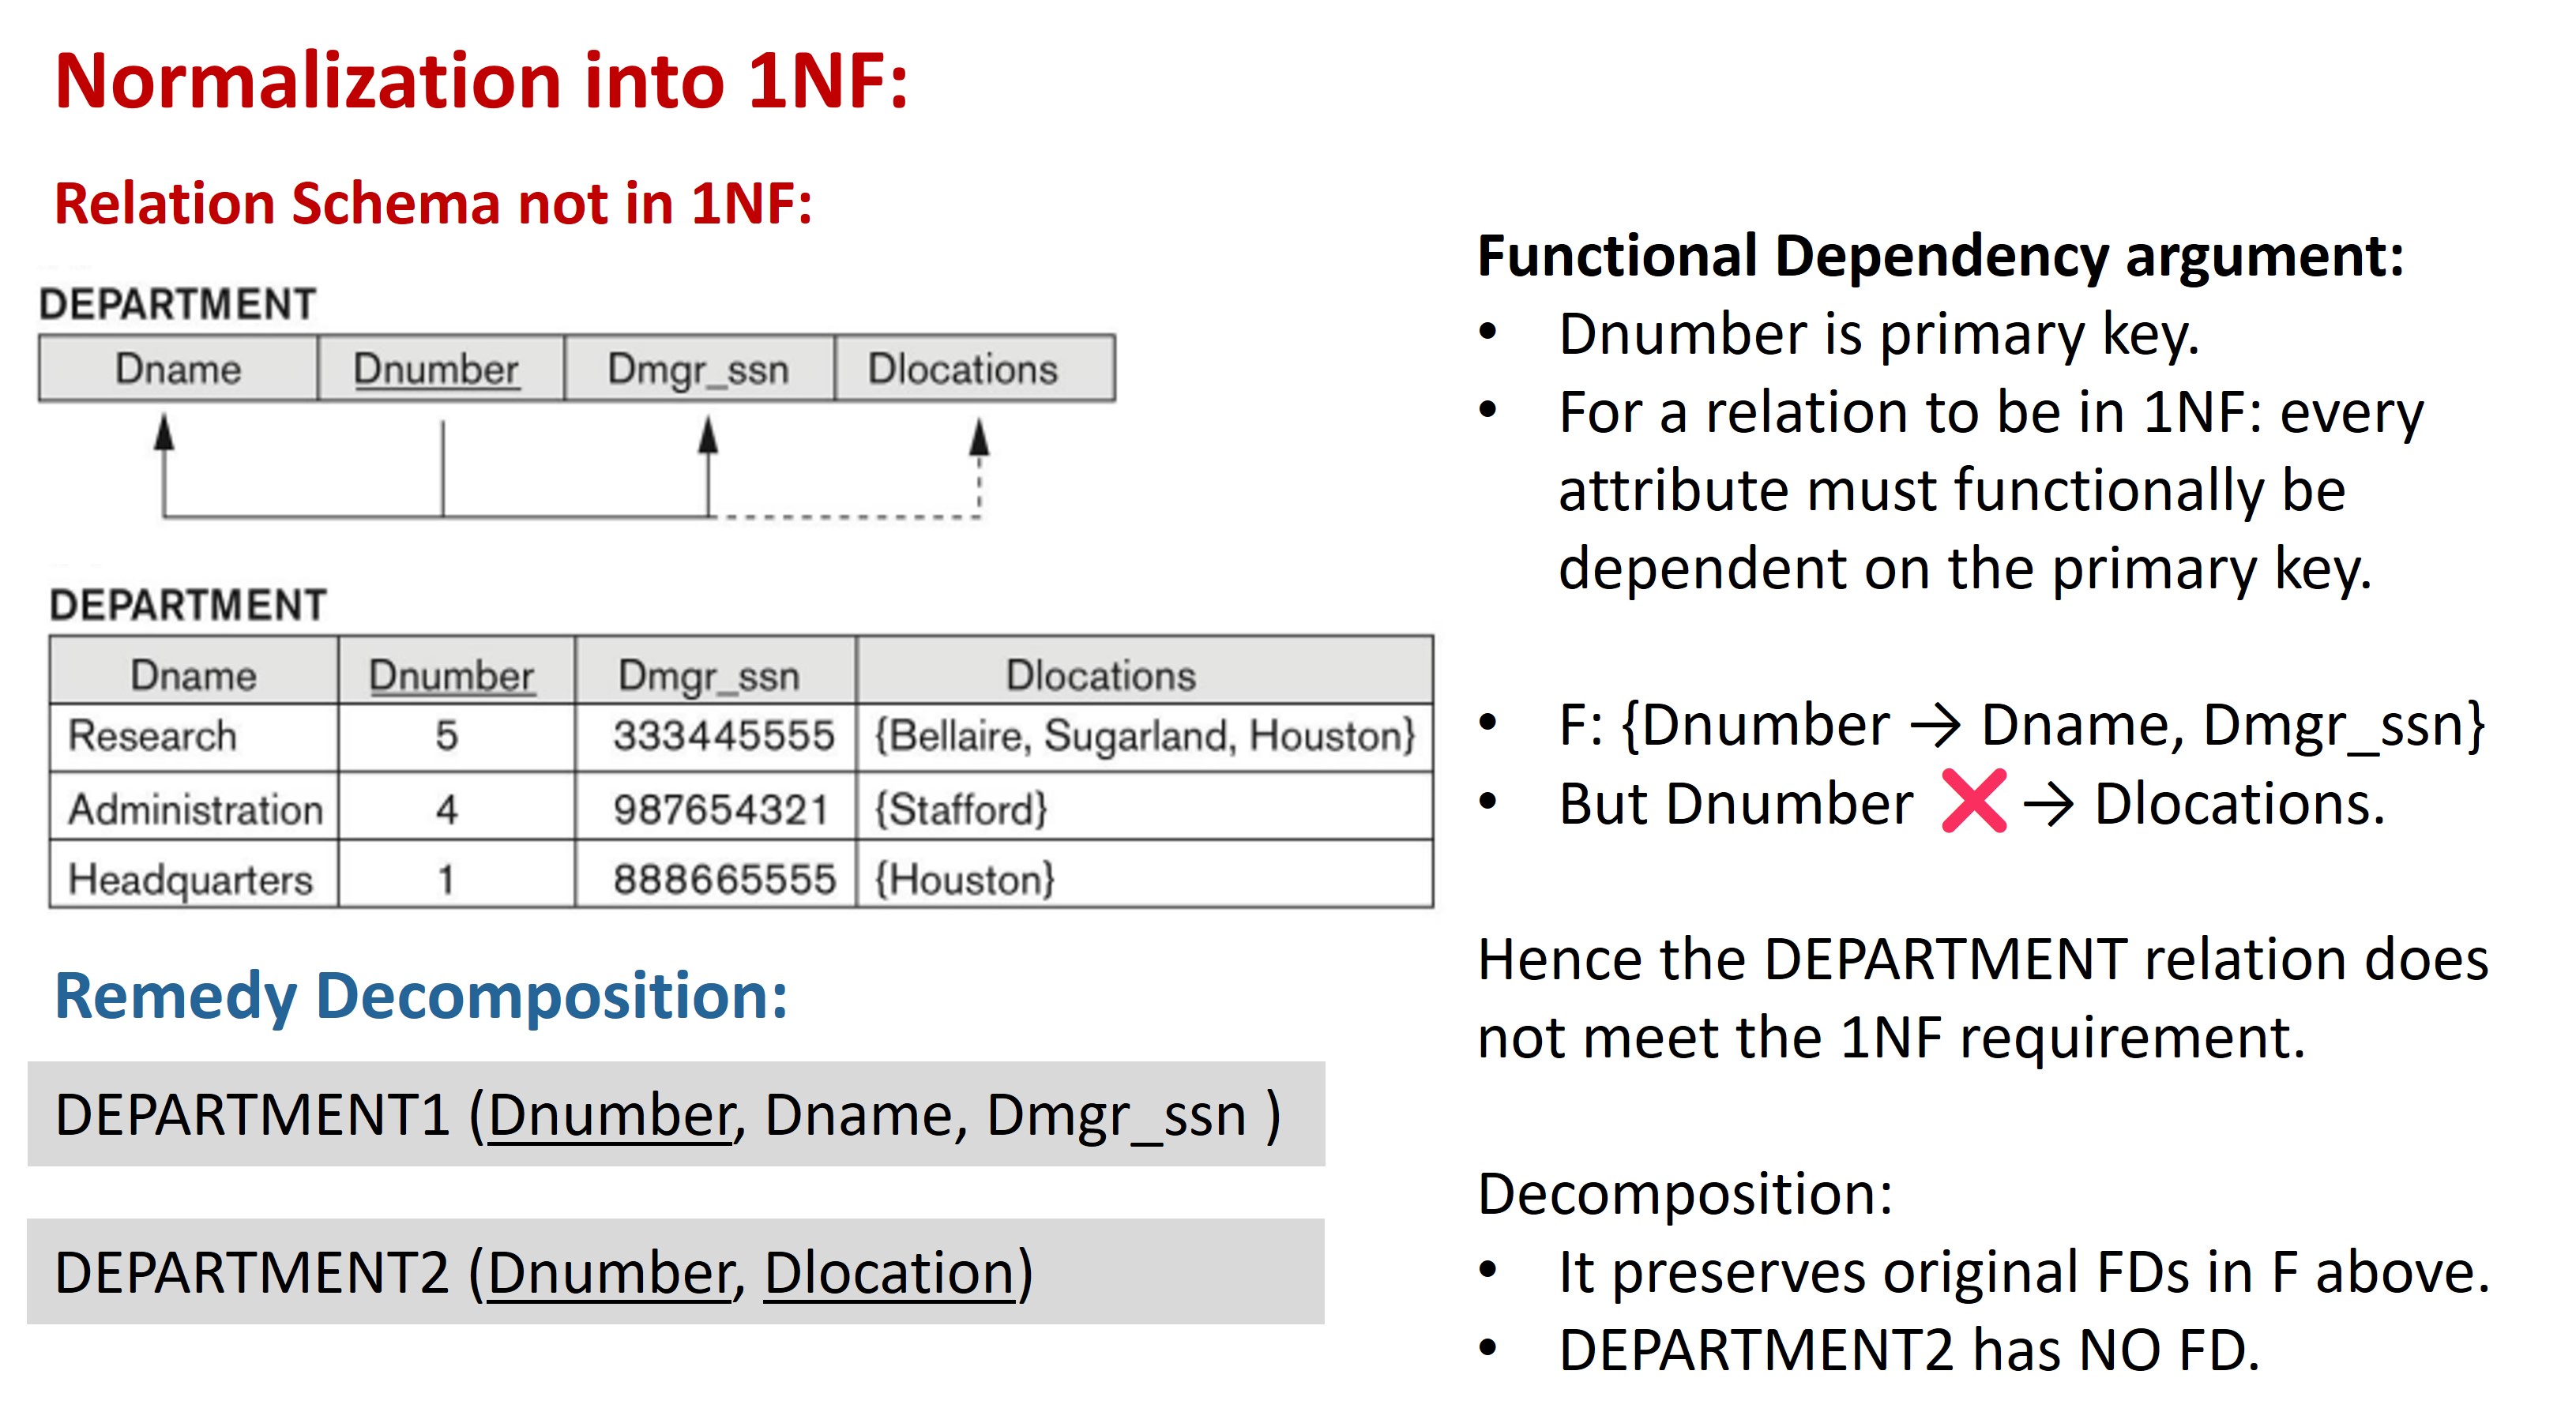 Normalization into 1NF:
Relation Schema not in 1NF:
DEPARTMENT
Dname Dnumber Dmgr_ssn Dlocations
DEPARTMENT
Dname Dnumber Dmgr_ssn Dlocations
Research 5 333445555 {Bellaire, Sugarland, Houston}
Administration 4 987654321 {Stafford}
Headquarters 1 888665555 {Houston}
Remedy Decomposition:
DEPARTMENT1 (Dnumber, Dname, Dmgr_ssn )
DEPARTMENT2 (Dnumber, Dlocation)
Functional Dependency argument:
• Dnumber is primary key.
• For a relation to be in 1NF: every
attribute must functionally be
dependent on the primary key.
• F: {Dnumber → Dname, Dmgr_ssn}
• But Dnumber ❌ → Dlocations.
Hence the DEPARTMENT relation does
not meet the 1NF requirement.
Decomposition:
• It preserves original FDs in F above.
• DEPARTMENT2 has NO FD.